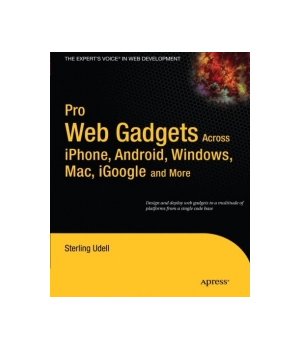 THE EXPERT'S VOICE® IN WEB DEVELOPMENT
Pro
Web Gadgets Across
iPhone, Android, Windows,
Mac, iGoogle and More
Design and deploy web gadgets to a multitude of
platforms from a single code base
Sterling Udell
Apress®